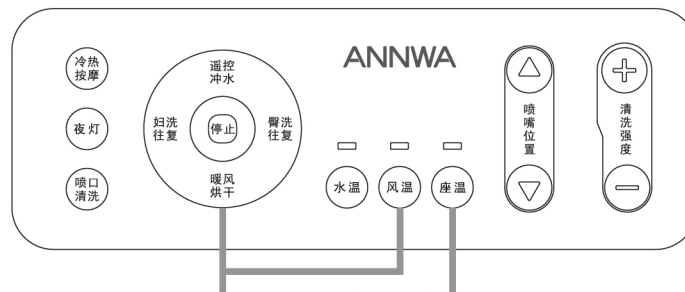 冷热
按摩
夜灯
喷口
清洗
遥控
冲水
妇洗
往复
停止
臀洗
往复
暖风
烘干
ANNWA
水温
风温
座温
喷嘴位置
清洗强度